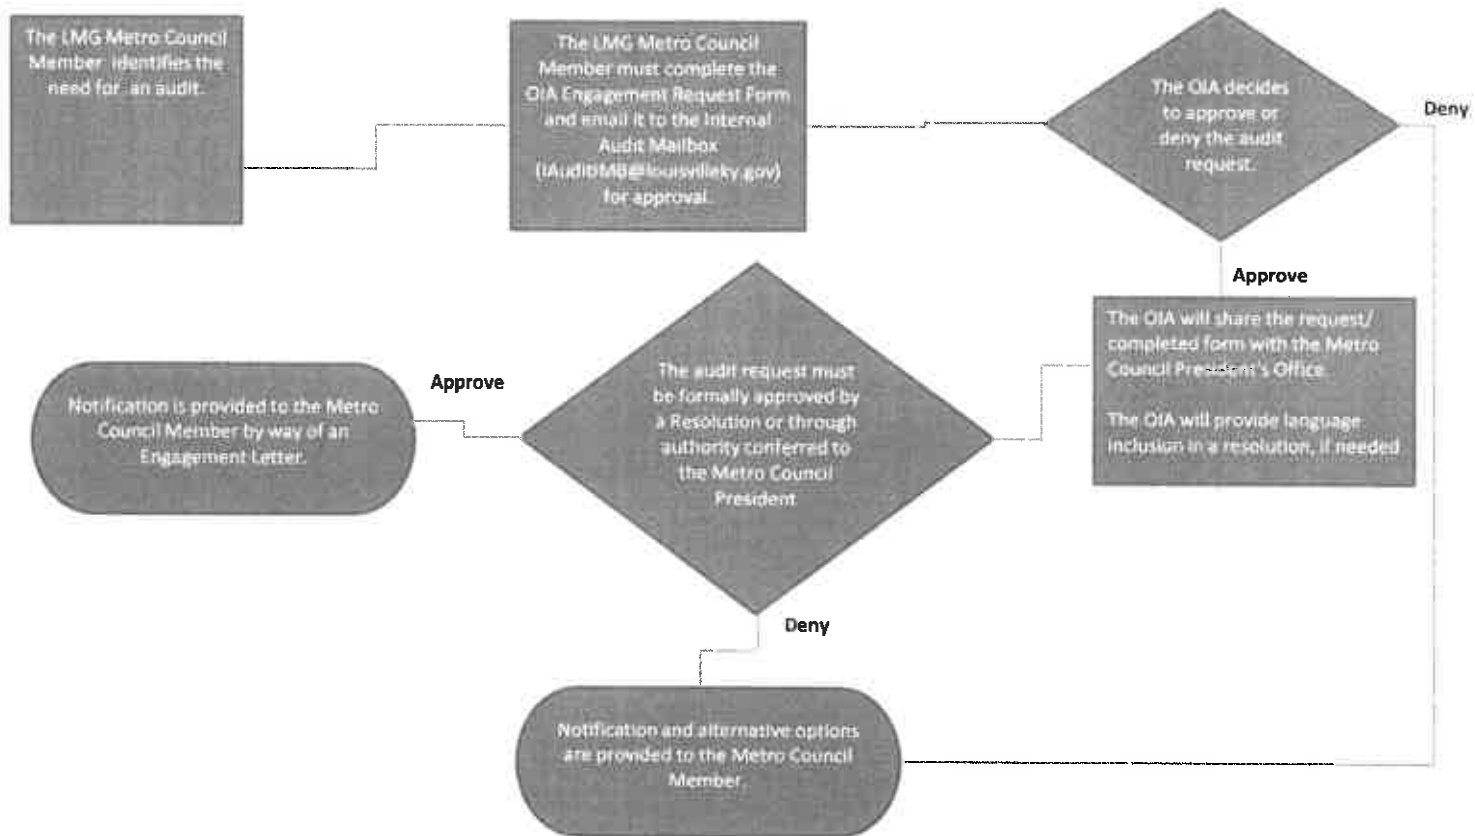 The LMG Metro Council
Member identifies the
need for an audit.
The LMG Metro Council
Member must complete the
OIA Engagement Request Form
and email it to the Internal
Audit Mailbox
(IAuditMB@louisvilleky.gov)
for approval.
The OIA decides
to approve or
deny the audit
request.
Deny
Approve
The OIA will share the request/
completed form with the Metro
Council President's Office.
The OIA will provide language
inclusion in a resolution, if needed
The audit request must
be formally approved by
a Resolution or through
authority conferred to
the Metro Council
President
Approve
Notification is provided to the Metro
Council Member by way of an
Engagement Letter.
Deny
Notification and alternative options
are provided to the Metro Council
Member.